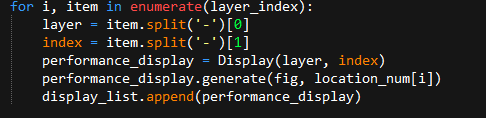 for i, item in enumerate(layer_index):
    layer = item.split('-')[0]
    index = item.split('-')[1]
    performance_display = Display(layer, index)
    performance_display.generate(fig, location_num[i])
    display_list.append(performance_display)